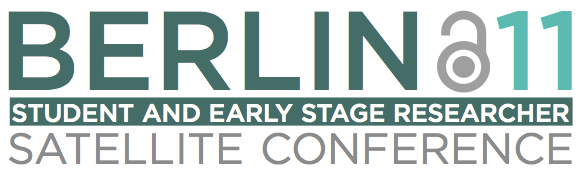 BERLIN 11
STUDENT AND EARLY STAGE RESEARCHER
SATELLITE CONFERENCE